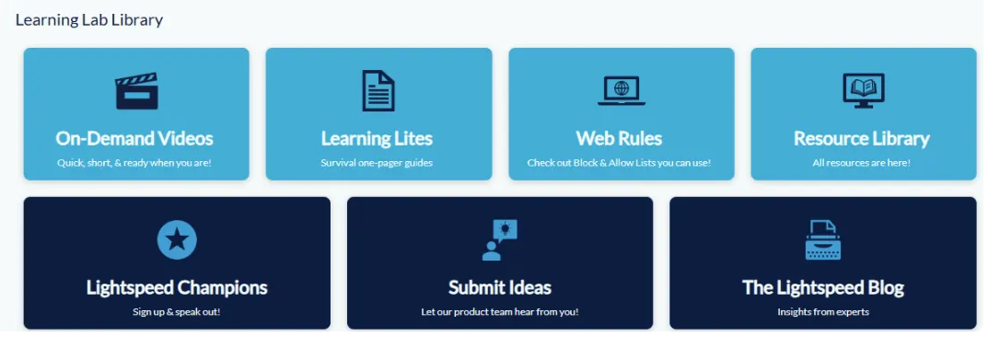 Learning Lab Library
On-Demand Videos
Quick, short, & ready when you are!
Learning Lites
Survival one-pager guides
Web Rules
Check out Block & Allow Lists you can use!
Resource Library
All resources are here!
Lightspeed Champions
Sign up & speak out!
Submit Ideas
Let our product team hear from you!
The Lightspeed Blog
Insights from experts